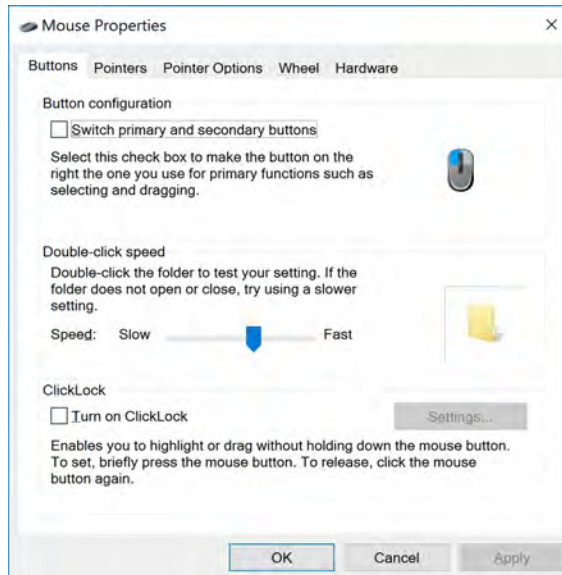 Mouse Properties
Buttons Pointers Pointer Options Wheel Hardware
Button configuration
Switch primary and secondary buttons
Select this check box to make the button on the
right the one you use for primary functions such as
selecting and dragging.
Double-click speed
Double-click the folder to test your setting. If the
folder does not open or close, try using a slower
setting.
Speed: Slow Fast
ClickLock
Turn on ClickLock Settings...
Enables you to highlight or drag without holding down the mouse button.
To set, briefly press the mouse button. To release, click the mouse
button again.
OK Cancel Apply